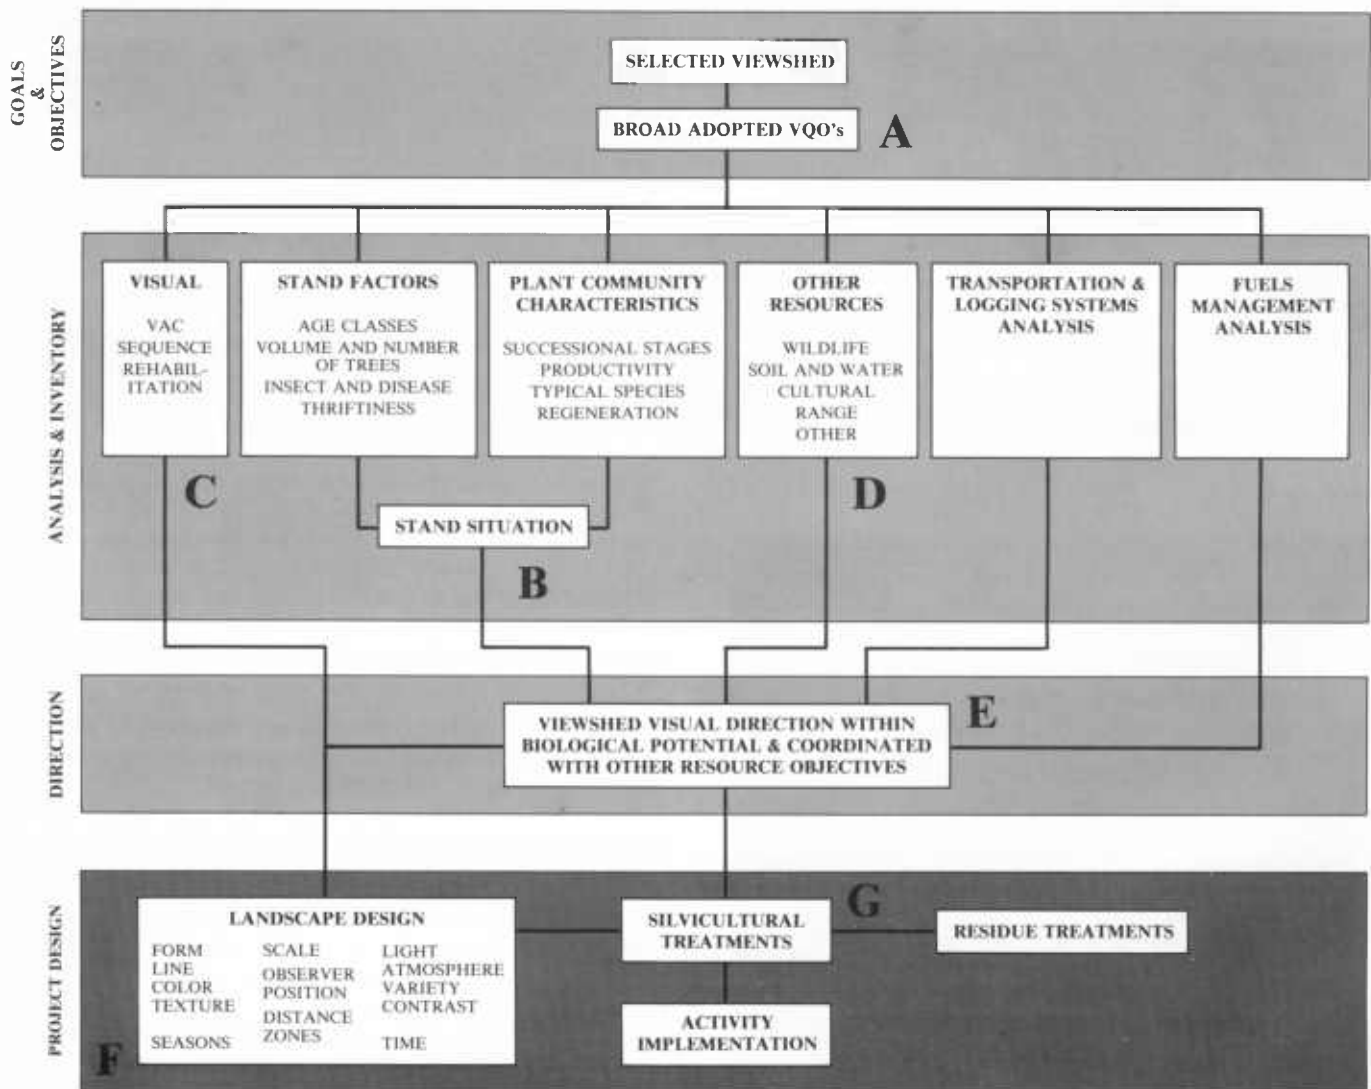 GOALS
&
OBJECTIVES
SELECTED VIEWSHED
BROAD ADOPTED VQO's
A
ANALYSIS & INVENTORY
VISUAL
VAC
SEQUENCE
REHABIL-
ITATION
STAND FACTORS
AGE CLASSES
VOLUME AND NUMBER
OF TREES
INSECT AND DISEASE
THRIFTINESS
PLANT COMMUNITY
CHARACTERISTICS
SUCCESSIONAL STAGES
PRODUCTIVITY
TYPICAL SPECIES
REGENERATION
OTHER
RESOURCES
WILDLIFE
SOIL AND WATER
CULTURAL
RANGE
OTHER
TRANSPORTATION &
LOGGING SYSTEMS
ANALYSIS
FUELS
MANAGEMENT
ANALYSIS
C
D
STAND SITUATION
B
DIRECTION
VIEWSHED VISUAL DIRECTION WITHIN
BIOLOGICAL POTENTIAL & COORDINATED
WITH OTHER RESOURCE OBJECTIVES
E
PROJECT DESIGN
LANDSCAPE DESIGN
FORM
LINE
COLOR
TEXTURE
SEASONS
SCALE
OBSERVER
POSITION
DISTANCE
ZONES
LIGHT
ATMOSPHERE
VARIETY
CONTRAST
TIME
F
SILVICULTURAL
TREATMENTS
G
RESIDUE TREATMENTS
ACTIVITY
IMPLEMENTATION